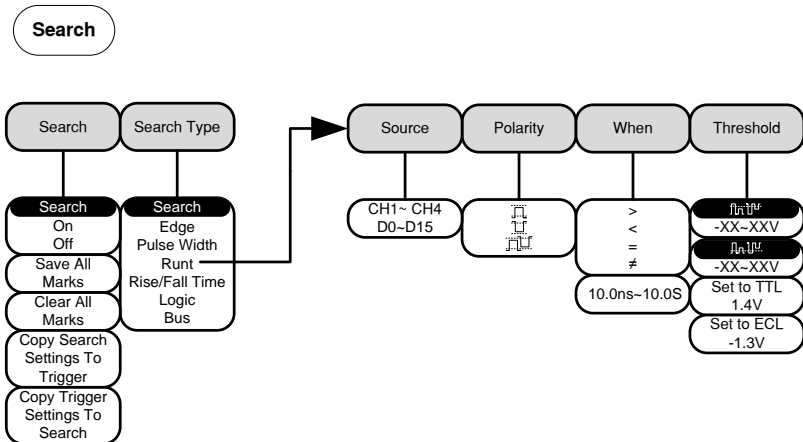 Search
Search
Search Type
Source
Polarity
When
Threshold
Search
On
Off
Save All
Marks
Clear All
Marks
Copy Search
Settings To
Trigger
Copy Trigger
Settings To
Search
Search
Edge
Pulse Width
Runt
Rise/Fall Time
Logic
Bus
CH1~ CH4
D0~D15
>
<
=
≠
10.0ns~10.0S
-XX~XXV
-XX~XXV
Set to TTL
1.4V
Set to ECL
-1.3V